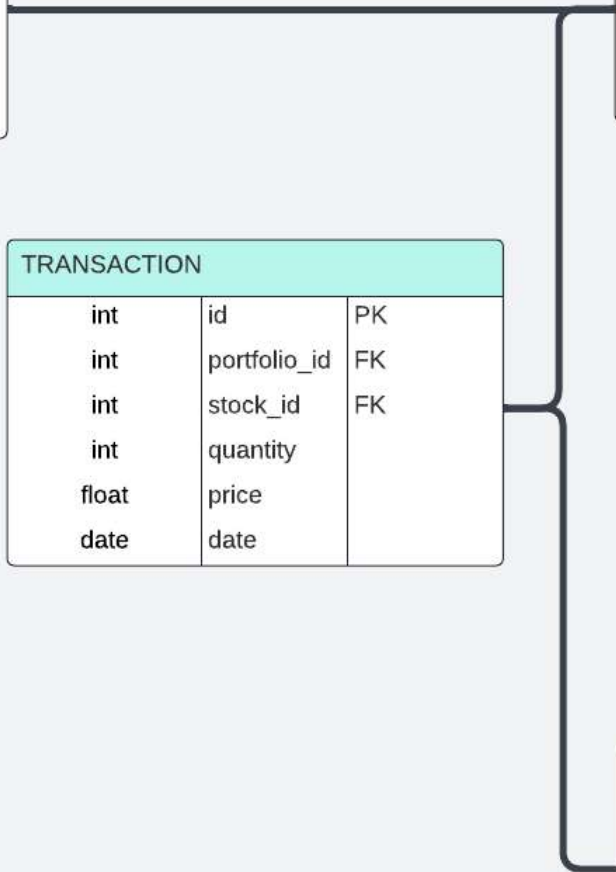 TRANSACTION
int id PK
int portfolio_id FK
int stock_id FK
int quantity
float price
date date